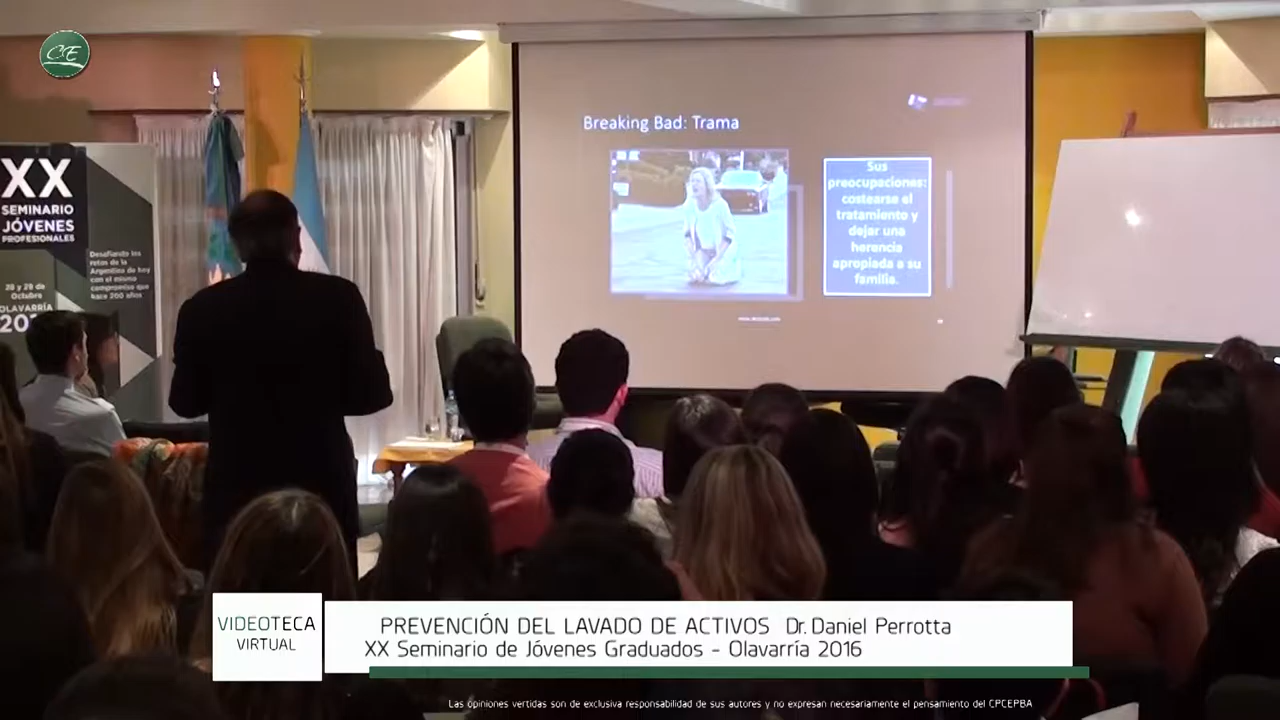 CE
XX
SEMINARIO
JÓVENES
PROFESIONALES
Desafiando los
retos de la
Argentina de hoy
con el mismo
compromiso que
hace 200 años
28 y 29 de
Octubre
OLAVARRÍA
Breaking Bad: Trama
Sus
preocupaciones:
costearse el
tratamiento y
dejar una
herencia
apropiada a su
familia.
VIDEOTECA
VIRTUAL
PREVENCIÓN DEL LAVADO DE ACTIVOS Dr. Daniel Perrotta
XX Seminario de Jóvenes Graduados - Olavarría 2016
Las opiniones vertidas son de exclusiva responsabilidad de sus autores y no expresan necesariamente el pensamiento del CPCEPBA